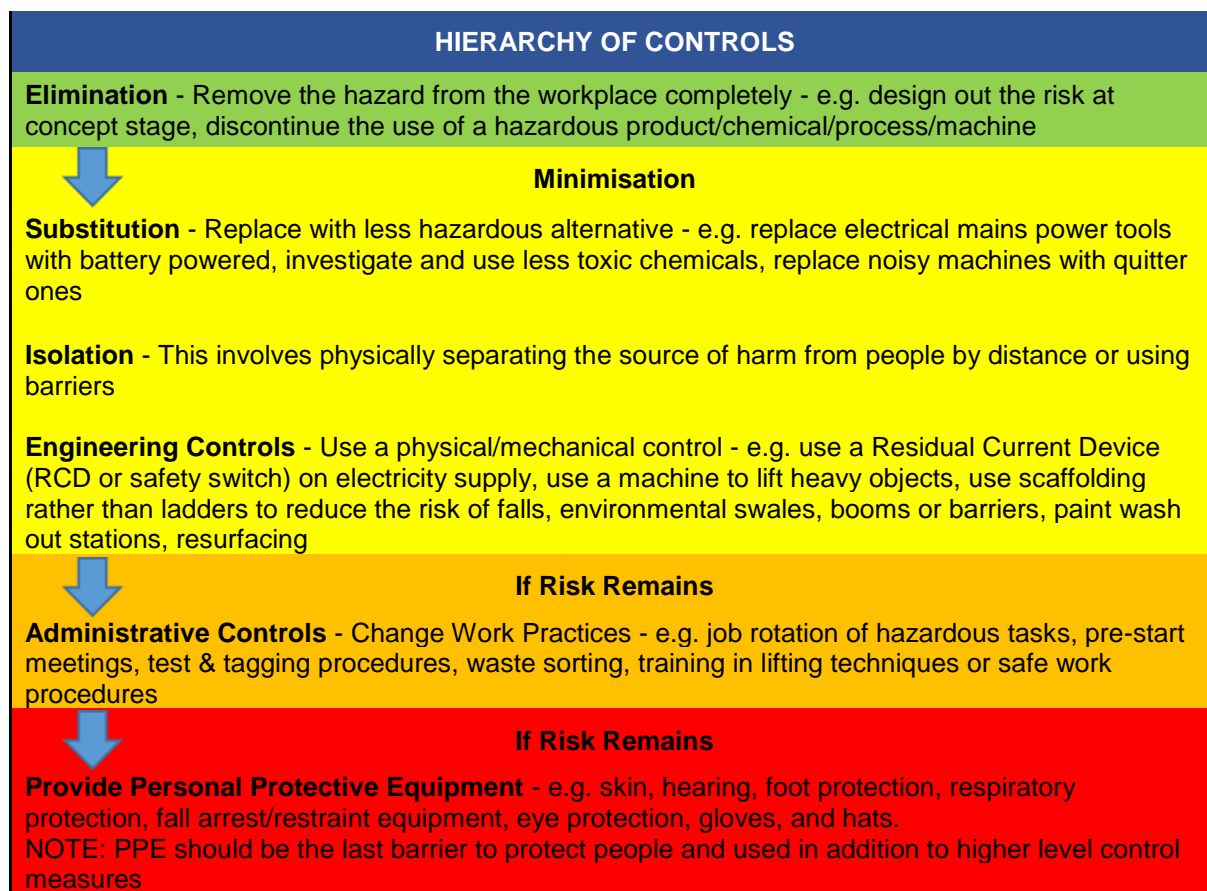 HIERARCHY OF CONTROLS
Elimination - Remove the hazard from the workplace completely - e.g. design out the risk at
concept stage, discontinue the use of a hazardous product/chemical/process/machine
Minimisation
Substitution - Replace with less hazardous alternative - e.g. replace electrical mains power tools
with battery powered, investigate and use less toxic chemicals, replace noisy machines with quitter
ones
Isolation - This involves physically separating the source of harm from people by distance or using
barriers
Engineering Controls - Use a physical/mechanical control - e.g. use a Residual Current Device
(RCD or safety switch) on electricity supply, use a machine to lift heavy objects, use scaffolding
rather than ladders to reduce the risk of falls, environmental swales, booms or barriers, paint wash
out stations, resurfacing
If Risk Remains
Administrative Controls - Change Work Practices - e.g. job rotation of hazardous tasks, pre-start
meetings, test & tagging procedures, waste sorting, training in lifting techniques or safe work
procedures
If Risk Remains
Provide Personal Protective Equipment - e.g. skin, hearing, foot protection, respiratory
protection, fall arrest/restraint equipment, eye protection, gloves, and hats.
NOTE: PPE should be the last barrier to protect people and used in addition to higher level control
measures